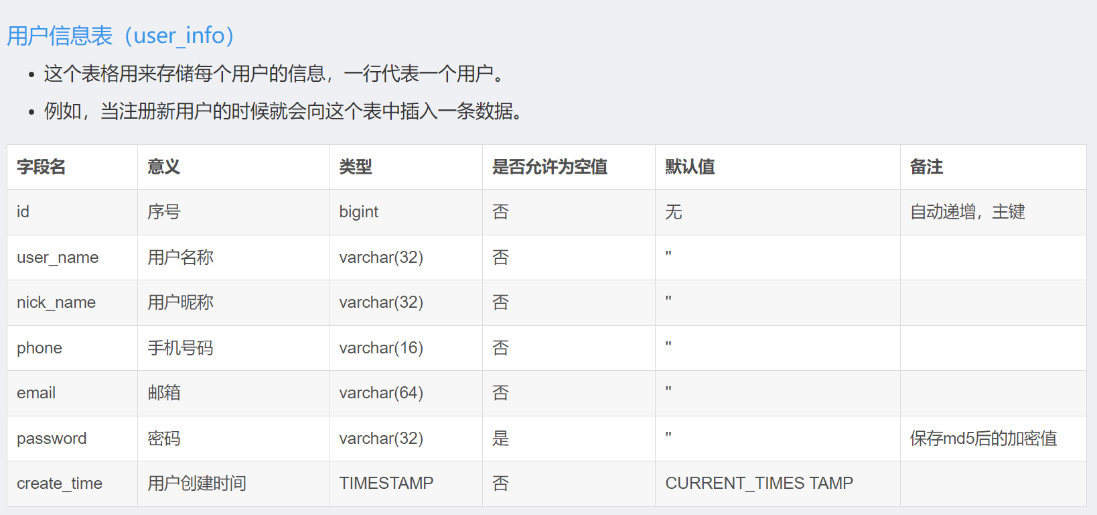 用户信息表（user_info）
• 这个表格用来存储每个用户的信息，一行代表一个用户。
• 例如，当注册新用户的时候就会向这个表中插入一条数据。
字段名 意义 类型 是否允许为空值 默认值 备注
id 序号 bigint 否 无 自动递增，主键
user_name 用户名称 varchar(32) 否 ''
nick_name 用户昵称 varchar(32) 否 ''
phone 手机号码 varchar(16) 否 ''
email 邮箱 varchar(64) 否 ''
password 密码 varchar(32) 是 '' 保存md5后的加密值
create_time 用户创建时间 TIMESTAMP 否 CURRENT_TIMES TAMP